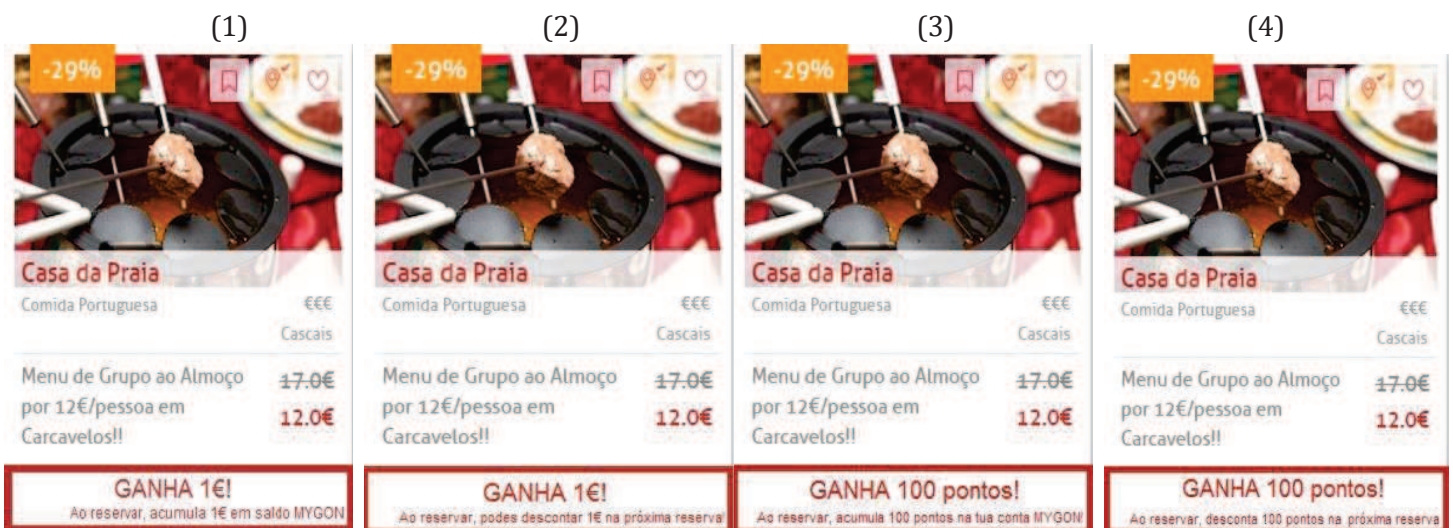 (1)
-29%
Casa da Praia
Comida Portuguesa €€€
Cascais
Menu de Grupo ao Almoço
por 12€/pessoa em
Carcavelos!!
17.0€
12.0€
GANHA 1€!
Ao reservar, acumula 1€ em saldo MYGON
(2)
-29%
Casa da Praia
Comida Portuguesa €€€
Cascais
Menu de Grupo ao Almoço
por 12€/pessoa em
Carcavelos!!
17.0€
12.0€
GANHA 1€!
Ao reservar, podes descontar 1€ na próxima reserva!
(3)
-29%
Casa da Praia
Comida Portuguesa €€€
Cascais
Menu de Grupo ao Almoço
por 12€/pessoa em
Carcavelos!!
17.0€
12.0€
GANHA 100 pontos!
Ao reservar, acumula 100 pontos na tua conta MYGON!
(4)
-29%
Casa da Praia
Comida Portuguesa €€€
Cascais
Menu de Grupo ao Almoço
por 12€/pessoa em
Carcavelos!!
17.0€
12.0€
GANHA 100 pontos!
Ao reservar, desconta 100 pontos na próxima reserva